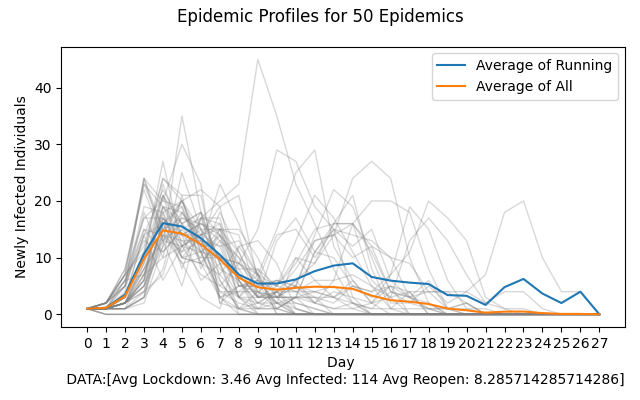 Epidemic Profiles for 50 Epidemics
Average of Running
Average of All
Newly Infected Individuals
40
30
20
10
0
0 1 2 3 4 5 6 7 8 9 10 11 12 13 14 15 16 17 18 19 20 21 22 23 24 25 26 27
Day
DATA:[Avg Lockdown: 3.46 Avg Infected: 114 Avg Reopen: 8.285714285714286]